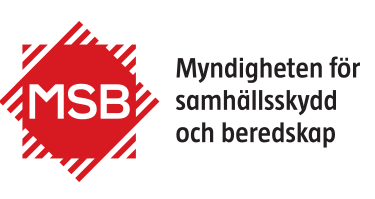 MSB
Myndigheten för
samhällsskydd
och beredskap